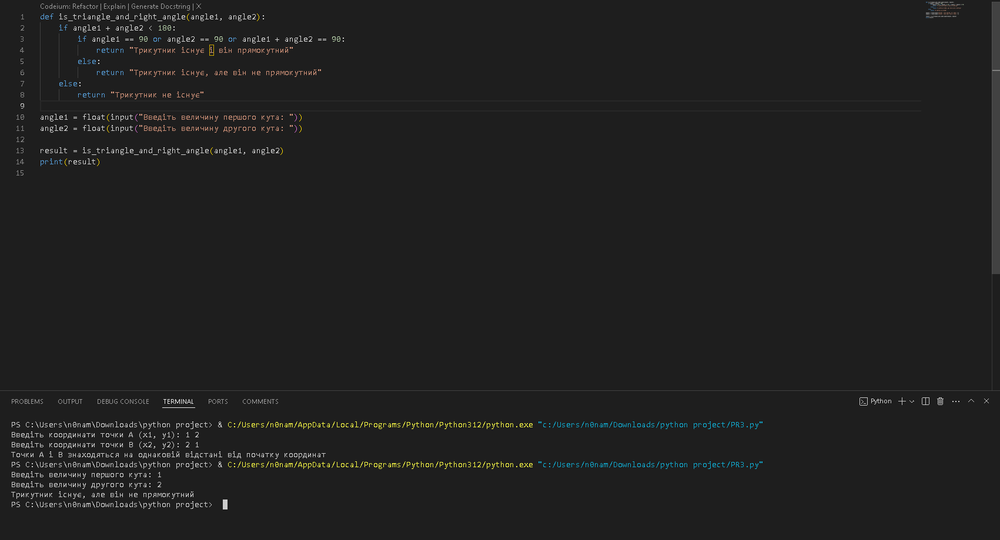 Codeium: Refactor | Explain | Generate Docstring | X
1 def is_triangle_and_right_angle(angle1, angle2):
2 if angle1 + angle2 < 180:
3 if angle1 == 90 or angle2 == 90 or angle1 + angle2 == 90:
4 return "Трикутник існує і він прямокутний"
5 else:
6 return "Трикутник існує, але він не прямокутний"
7 else:
8 return "Трикутник не існує"
9
10 angle1 = float(input("Введіть величину першого кута: "))
11 angle2 = float(input("Введіть величину другого кута: "))
12
13 result = is_triangle_and_right_angle(angle1, angle2)
14 print(result)
15
PROBLEMS OUTPUT DEBUG CONSOLE TERMINAL PORTS COMMENTS Python
PS C:\Users\n0nam\Downloads\python project> & C:/Users/n0nam/AppData/Local/Programs/Python/Python312/python.exe "c:/Users/n0nam/Downloads/python project/PR3.py"
Введіть координати точки A (x1, y1): 1 2
Введіть координати точки B (x2, y2): 2 1
Точки A і B знаходяться на однаковій відстані від початку координат
PS C:\Users\n0nam\Downloads\python project> & C:/Users/n0nam/AppData/Local/Programs/Python/Python312/python.exe "c:/Users/n0nam/Downloads/python project/PR3.py"
Введіть величину першого кута: 1
Введіть величину другого кута: 2
Трикутник існує, але він не прямокутний
PS C:\Users\n0nam\Downloads\python project>